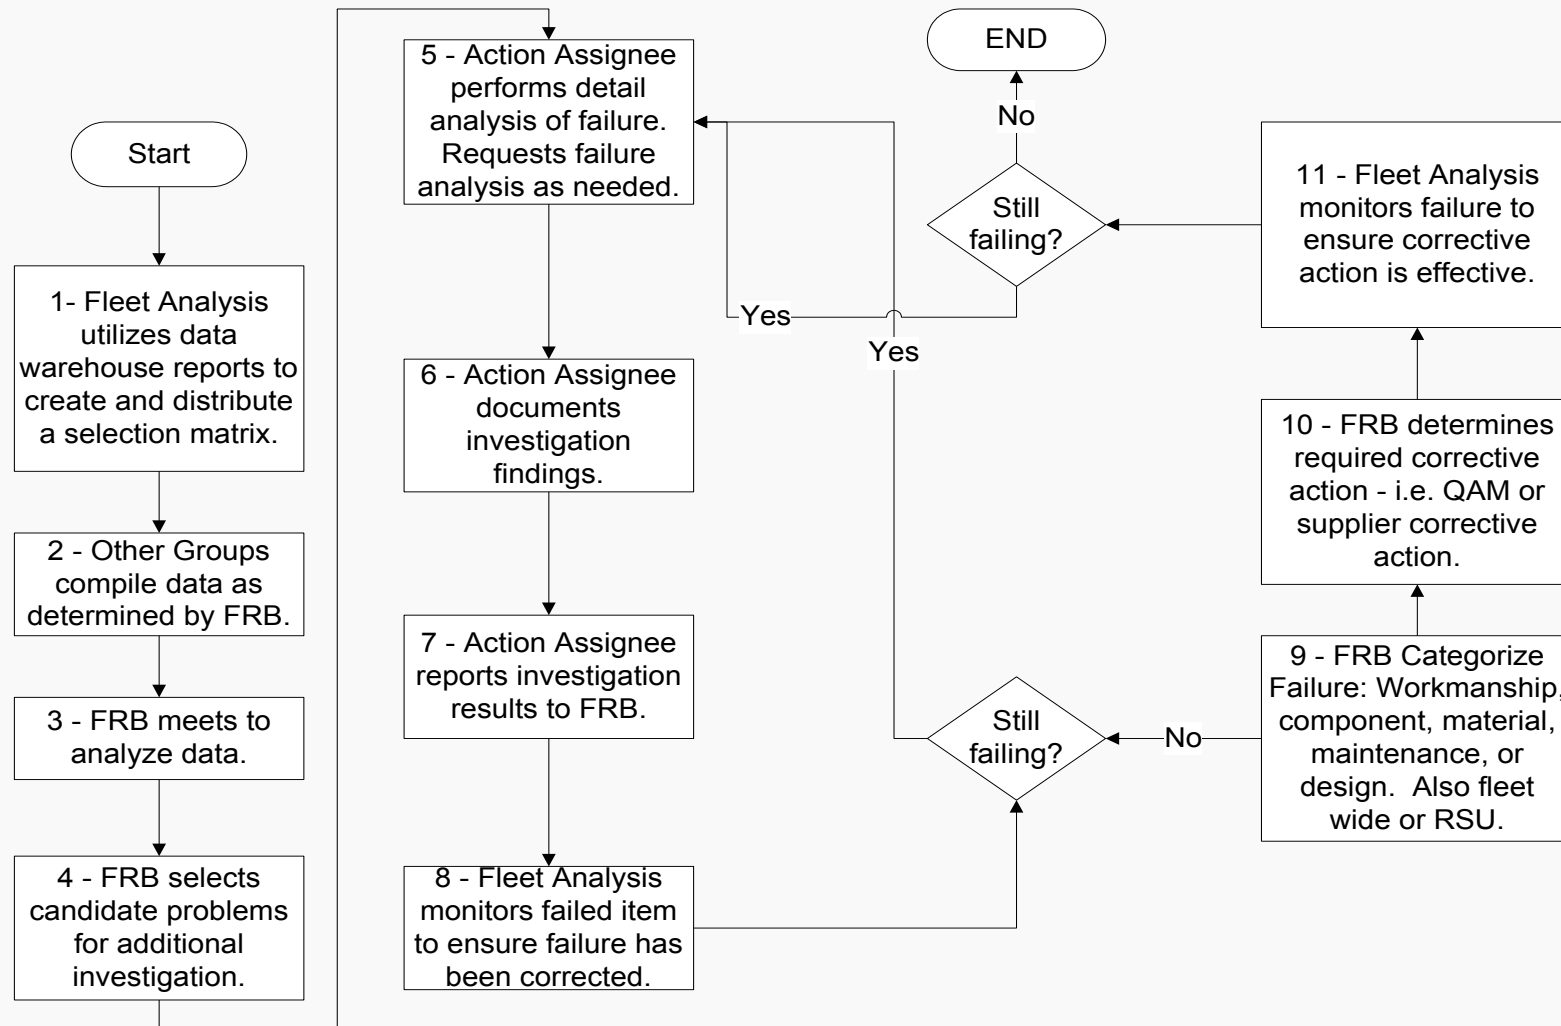 Start
1- Fleet Analysis
utilizes data
warehouse reports to
create and distribute
a selection matrix.
2 - Other Groups
compile data as
determined by FRB.
3 - FRB meets to
analyze data.
4 - FRB selects
candidate problems
for additional
investigation.
5 - Action Assignee
performs detail
analysis of failure.
Requests failure
analysis as needed.
6 - Action Assignee
documents
investigation
findings.
7 - Action Assignee
reports investigation
results to FRB.
8 - Fleet Analysis
monitors failed item
to ensure failure has
been corrected.
Still
failing?
Yes
No
9 - FRB Categorize
Failure: Workmanship,
component, material,
maintenance, or
design.  Also fleet
wide or RSU.
10 - FRB determines
required corrective
action - i.e. QAM or
supplier corrective
action.
11 - Fleet Analysis
monitors failure to
ensure corrective
action is effective.
Still
failing?
Yes
No
END